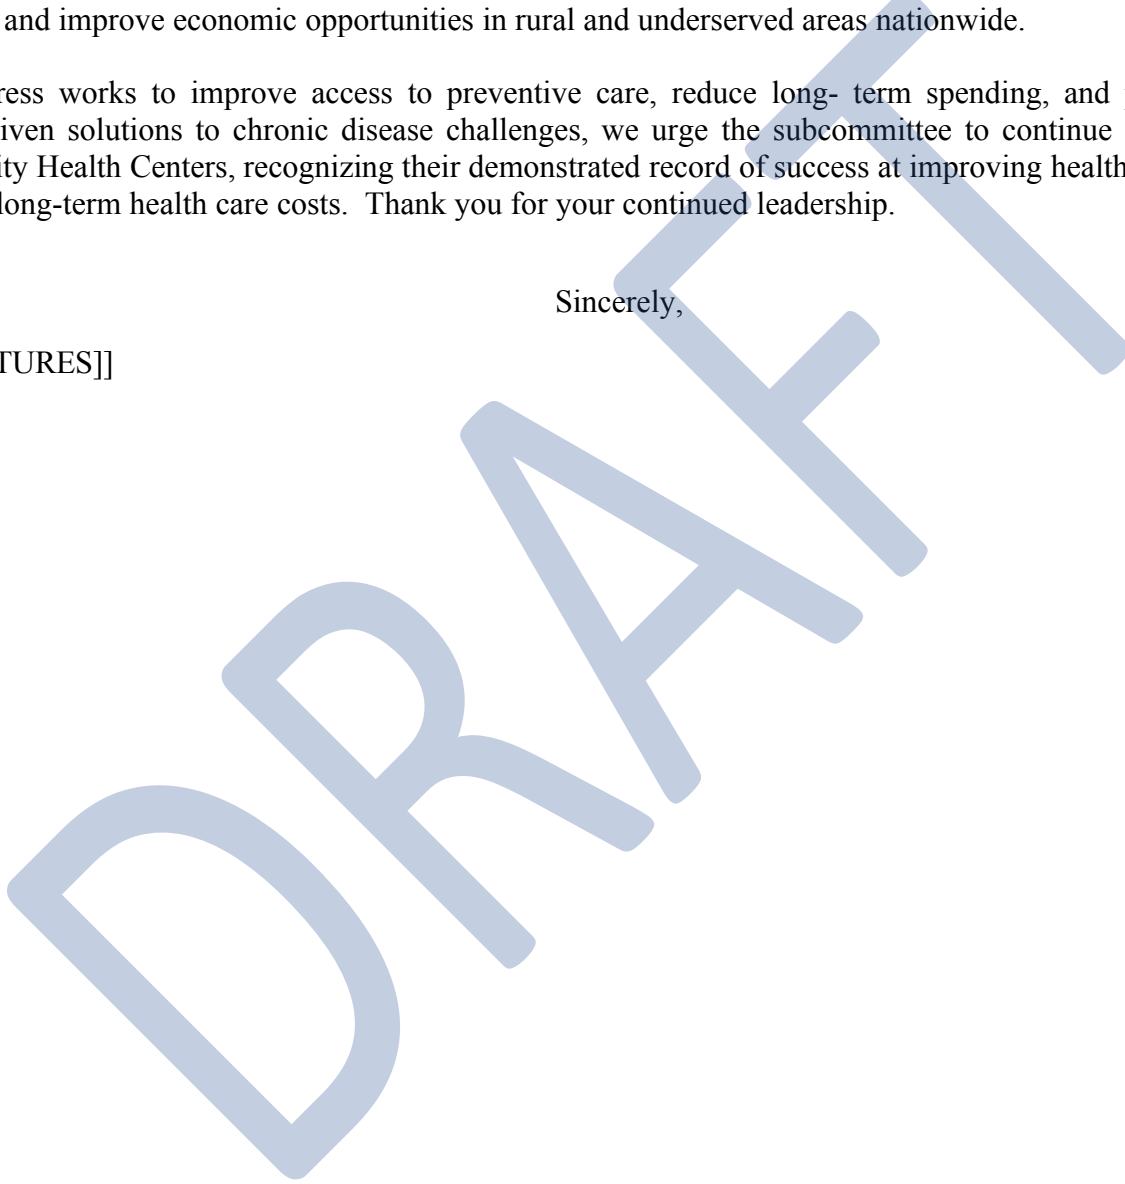 and improve economic opportunities in rural and underserved areas nationwide.
ress works to improve access to preventive care, reduce long- term spending, and
iven solutions to chronic disease challenges, we urge the subcommittee to continue
ity Health Centers, recognizing their demonstrated record of success at improving health
long-term health care costs.  Thank you for your continued leadership.
Sincerely,
TURES]]
DRAFT